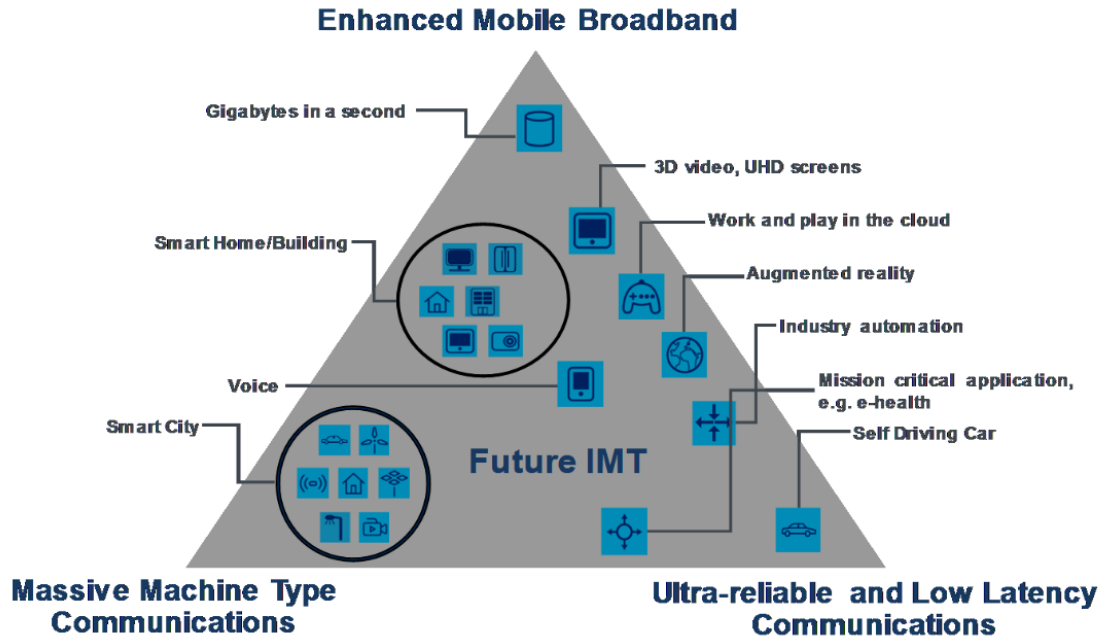 Enhanced Mobile Broadband
Gigabytes in a second
3D video, UHD screens
Work and play in the cloud
Smart Home/Building
Augmented reality
Industry automation
Voice
Mission critical application,
e.g. e-health
Smart City
Self Driving Car
Future IMT
Massive Machine Type
Communications
Ultra-reliable and Low Latency
Communications